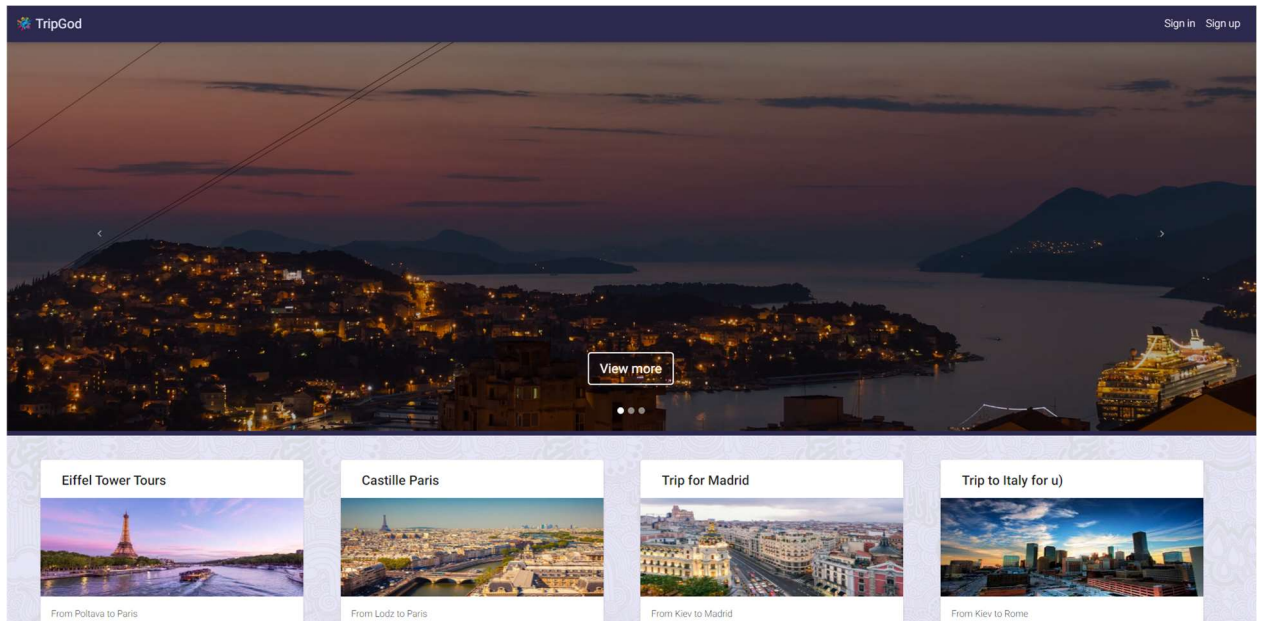 TripGod
Sign in Sign up
View more
Eiffel Tower Tours
Castille Paris
Trip for Madrid
Trip to Italy for u)
From Poltava to Paris
From Lodz to Paris
From Kiev to Madrid
From Kiev to Rome